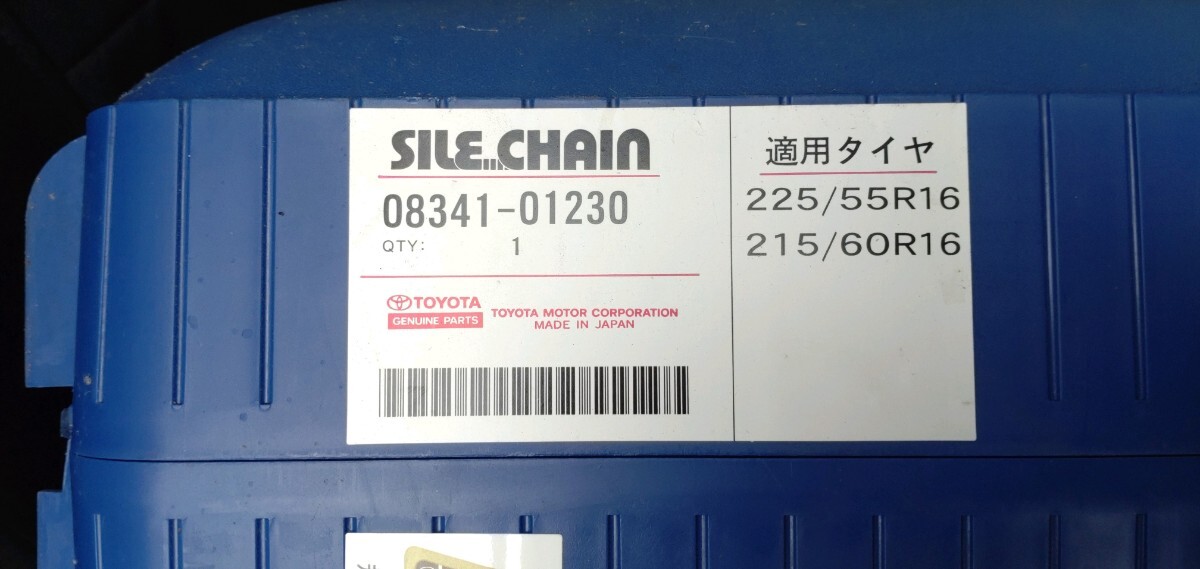 SILE...CHAIN
08341-01230
QTY: 1
TOYOTA
GENUINE PARTS
TOYOTA MOTOR CORPORATION
MADE IN JAPAN
適用タイヤ
225/55R16
215/60R16